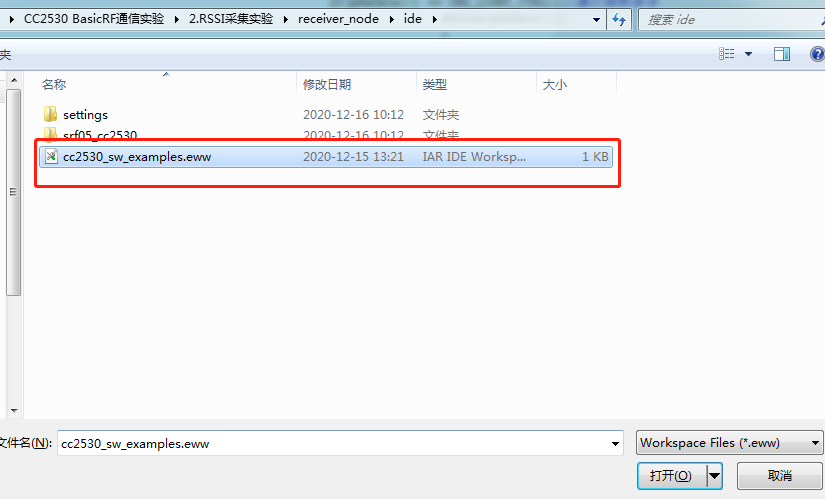 CC2530 BasicRF通信实验 ▸ 2.RSSI采集实验 ▸ receiver_node ▸ ide ▸ 搜索 ide
夹
名称 修改日期 类型 大小
settings 2020-12-16 10:12 文件夹
srf05_cc2530 2020-12-16 10:12 文件夹
cc2530_sw_examples.eww 2020-12-15 13:21 IAR IDE Worksp... 1 KB
文件名(N): cc2530_sw_examples.eww Workspace Files (*.eww)
打开(O) 取消